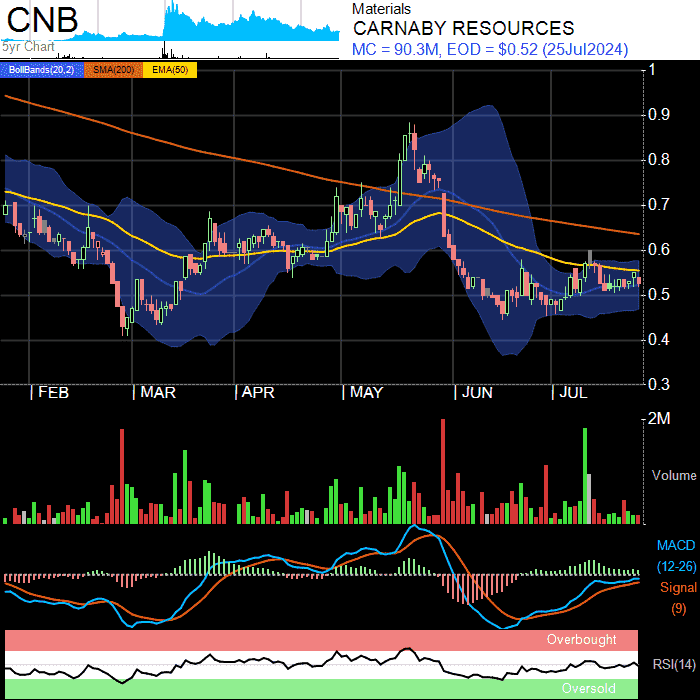 CNB
5yr Chart
Materials
CARNABY RESOURCES
MC = 90.3M, EOD = $0.52 (25Jul2024)
BollBands(20,2) SMA(200) EMA(50)
1
0.9
0.8
0.7
0.6
0.5
0.4
0.3
FEB MAR APR MAY JUN JUL
2M
Volume
MACD
(12-26)
Signal
(9)
Overbought
RSI(14)
Oversold